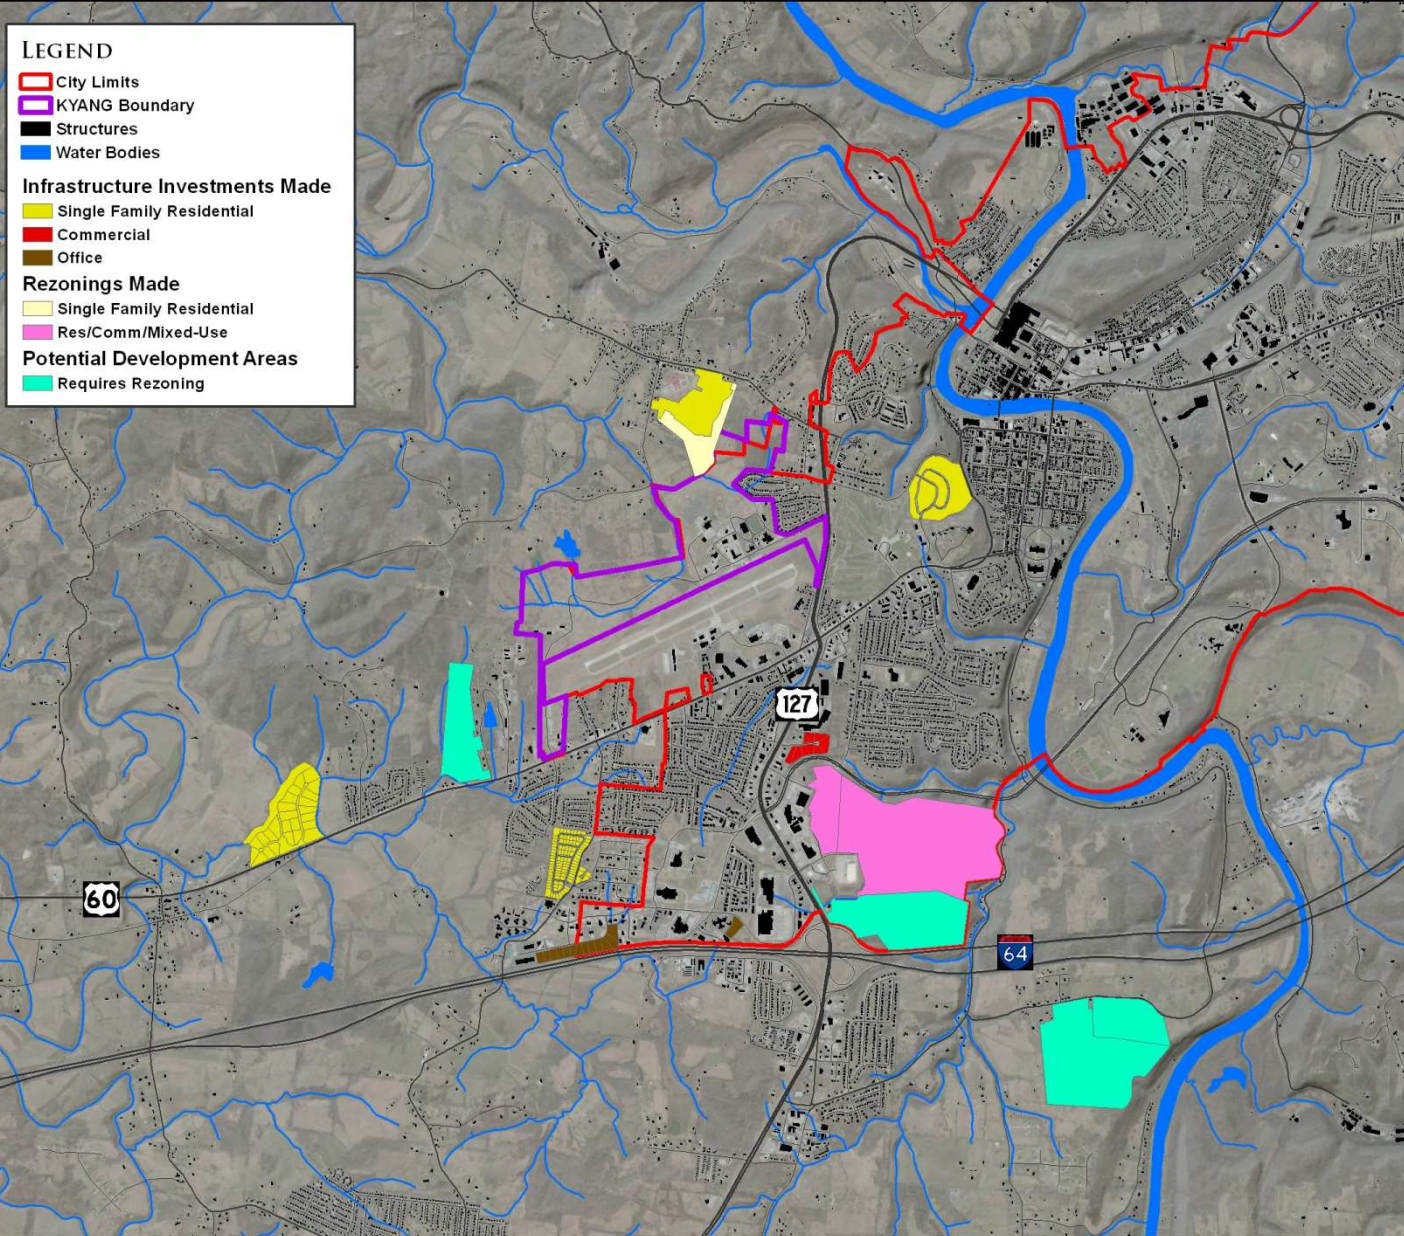 LEGEND
City Limits
KYANG Boundary
Structures
Water Bodies
Infrastructure Investments Made
Single Family Residential
Commercial
Office
Rezonings Made
Single Family Residential
Res/Comm/Mixed-Use
Potential Development Areas
Requires Rezoning
127
60
64